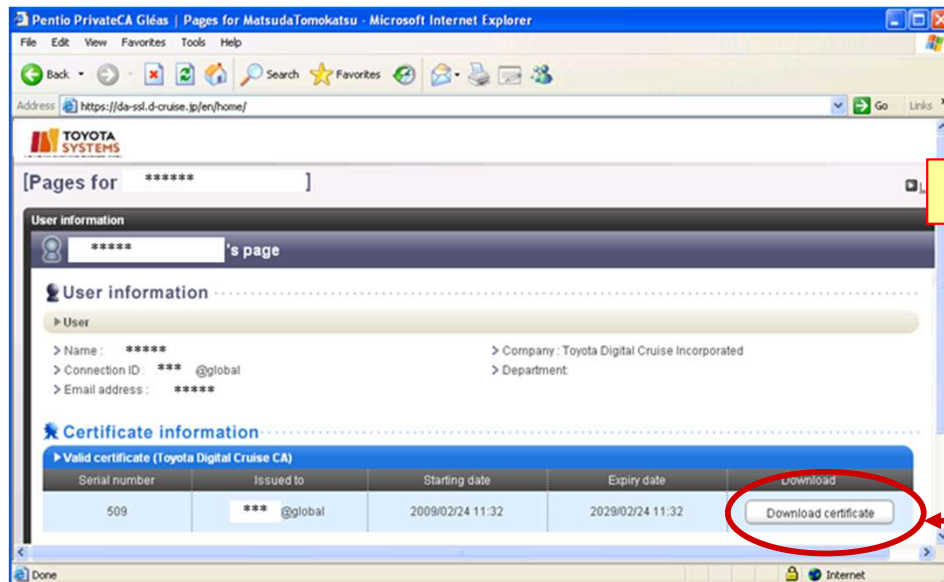 Pentio PrivateCA Gléas | Pages for MatsudaTomokatsu - Microsoft Internet Explorer
File Edit View Favorites Tools Help
Back Search Favorites
Address https://da-ssl.d-cruise.jp/en/home/ Go Links
TOYOTA
SYSTEMS
[Pages for ****** ]
User information
***** 's page
User information
User
Name : ***** Company : Toyota Digital Cruise Incorporated
Connection ID : *** @global Department:
Email address : *****
Certificate information
Valid certificate (Toyota Digital Cruise CA)
Serial number Issued to Starting date Expiry date Download
509 *** @global 2009/02/24 11:32 2029/02/24 11:32 Download certificate
Done Internet